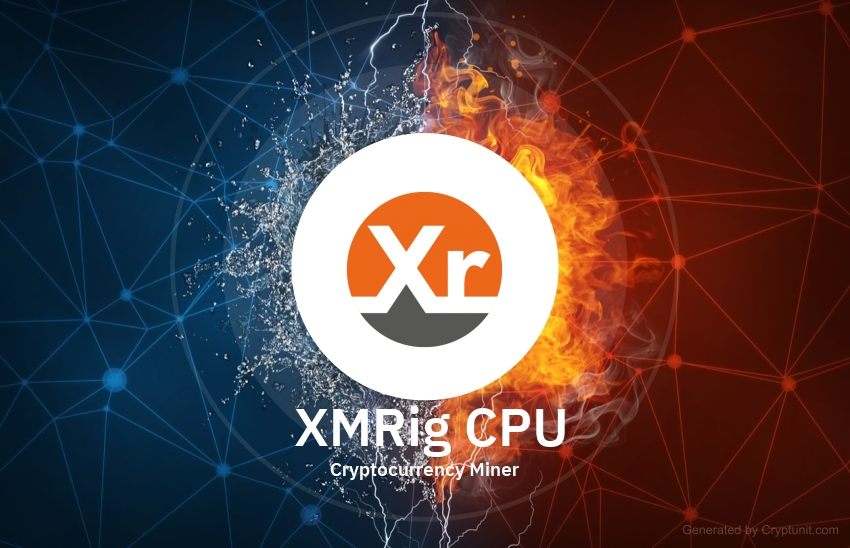 Xr
XMRig CPU
Cryptocurrency Miner
Generated by Cryptunit.com